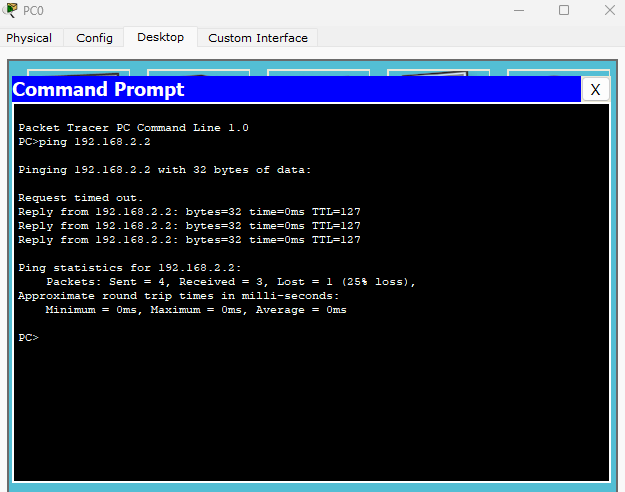 PC0
Physical Config Desktop Custom Interface
Command Prompt X
Packet Tracer PC Command Line 1.0
PC>ping 192.168.2.2
Pinging 192.168.2.2 with 32 bytes of data:
Request timed out.
Reply from 192.168.2.2: bytes=32 time=0ms TTL=127
Reply from 192.168.2.2: bytes=32 time=0ms TTL=127
Reply from 192.168.2.2: bytes=32 time=0ms TTL=127
Ping statistics for 192.168.2.2:
Packets: Sent = 4, Received = 3, Lost = 1 (25% loss),
Approximate round trip times in milli-seconds:
Minimum = 0ms, Maximum = 0ms, Average = 0ms
PC>